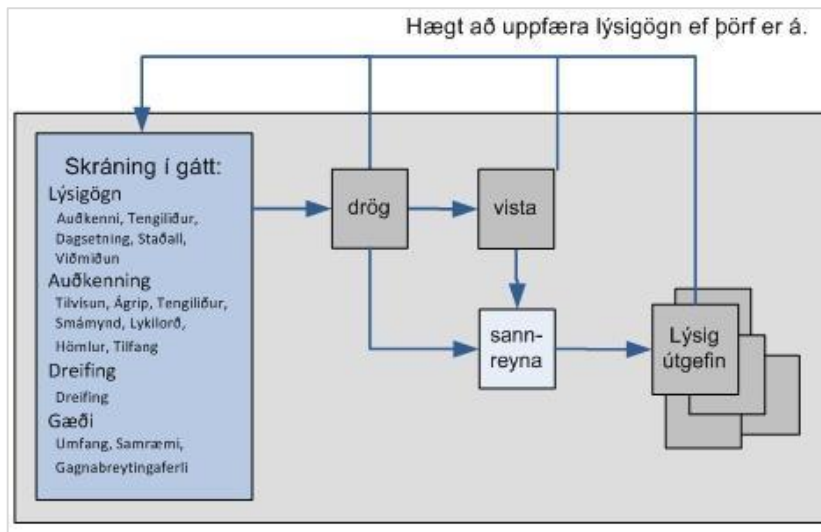 Hægt að uppfæra lýsigögn ef þörf er á.
Skráning í gátt:
Lýsigögn
Auðkenni, Tengiliður,
Dagsetning, Staðall,
Viðmiðun
Auðkenning
Tilvísun, Ágrip, Tengiliður,
Smámynd, Lykilorð,
Hömlur, Tilfang
Dreifing
Dreifing
Gæði
Umfang, Samræmi,
Gagnabreytingaferli
drög
vista
sann-
reyna
Lýsig
útgefin